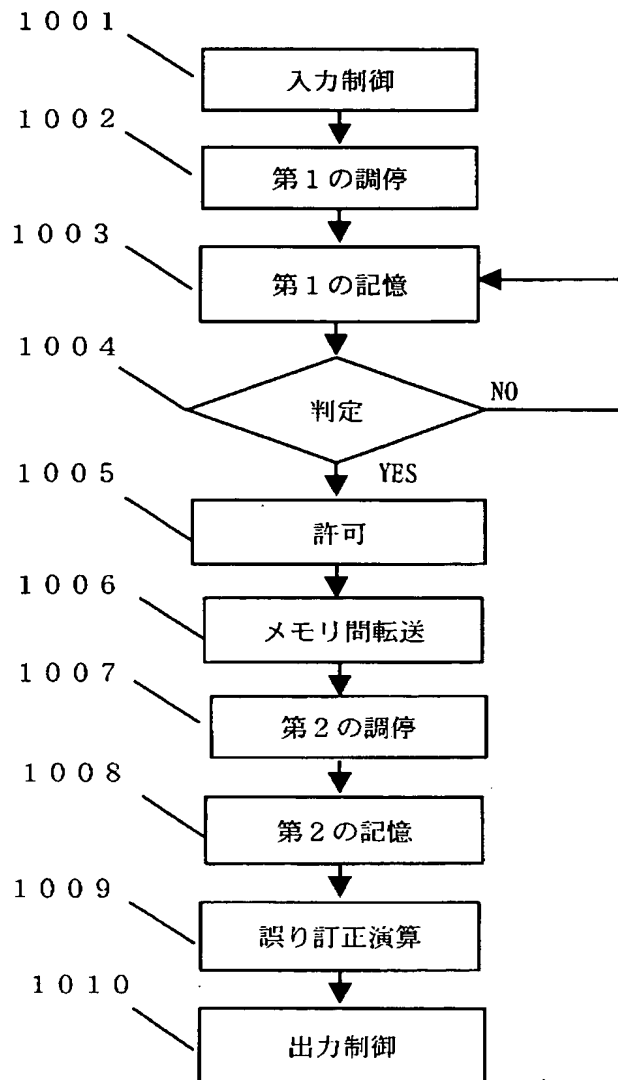 １００１
入力制御
１００２
第１の調停
１００３
第１の記憶
１００４
判定
NO
YES
１００５
許可
１００６
メモリ間転送
１００７
第２の調停
１００８
第２の記憶
１００９
誤り訂正演算
１０１０
出力制御